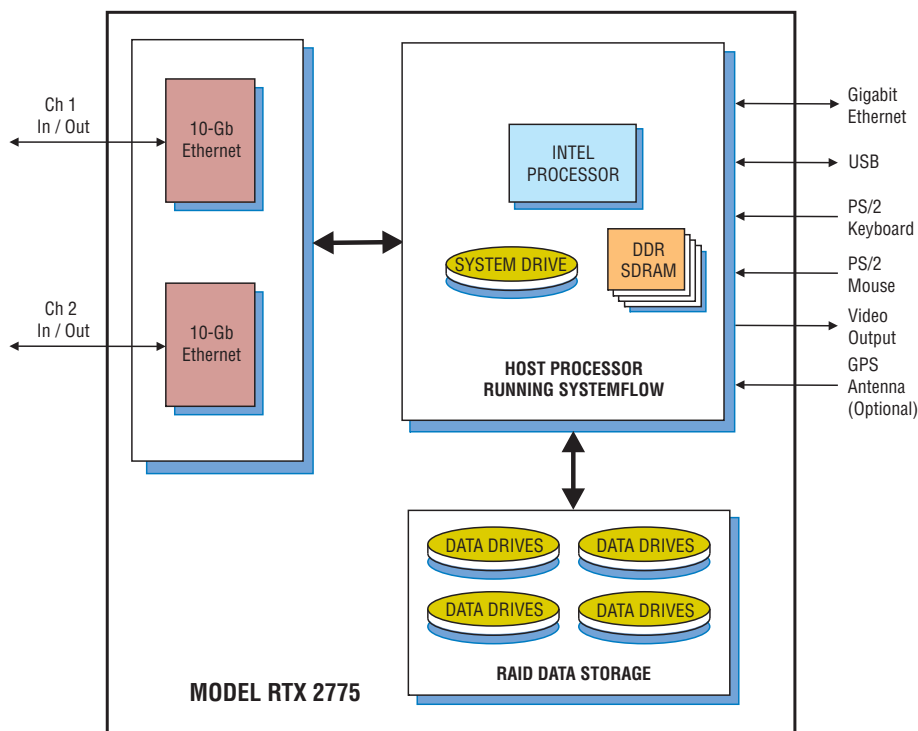 Ch 1
In / Out
10-Gb
Ethernet
Ch 2
In / Out
10-Gb
Ethernet
INTEL
PROCESSOR
SYSTEM DRIVE
DDR
SDRAM
HOST PROCESSOR
RUNNING SYSTEMFLOW
Gigabit
Ethernet
USB
PS/2
Keyboard
PS/2
Mouse
Video
Output
GPS
Antenna
(Optional)
DATA DRIVES
DATA DRIVES
DATA DRIVES
DATA DRIVES
RAID DATA STORAGE
MODEL RTX 2775